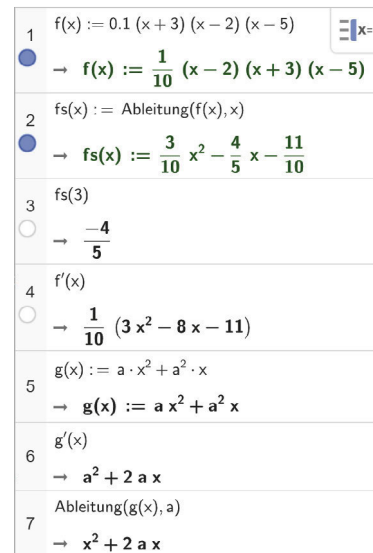 1 f(x) := 0.1 (x + 3) (x − 2) (x − 5)
→ f(x) := 1/10 (x − 2) (x + 3) (x − 5)
x=
2 fs(x) := Ableitung(f(x), x)
→ fs(x) := 3/10 x² − 4/5 x − 11/10
3 fs(3)
→ −4/5
4 f′(x)
→ 1/10 (3 x² − 8 x − 11)
5 g(x) := a · x² + a² · x
→ g(x) := a x² + a² x
6 g′(x)
→ a² + 2 a x
7 Ableitung(g(x), a)
→ x² + 2 a x